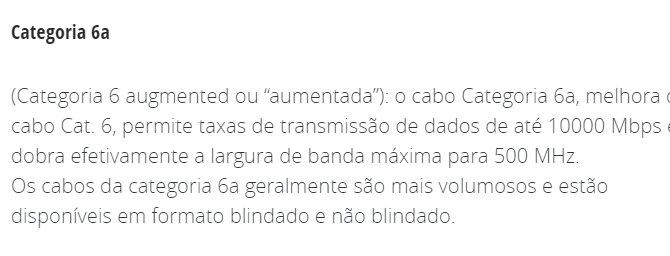 Categoria 6a
(Categoria 6 augmented ou “aumentada”): o cabo Categoria 6a, melhora
cabo Cat. 6, permite taxas de transmissão de dados de até 10000 Mbps
dobra efetivamente a largura de banda máxima para 500 MHz.
Os cabos da categoria 6a geralmente são mais volumosos e estão
disponíveis em formato blindado e não blindado.